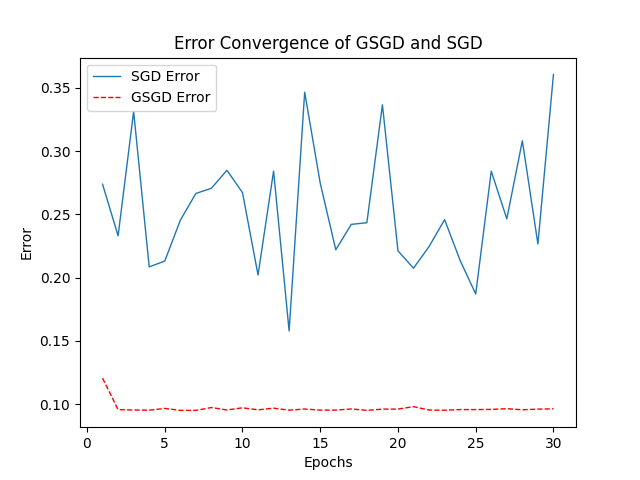 Error Convergence of GSGD and SGD
SGD Error
GSGD Error
0.35
0.30
0.25
0.20
0.15
0.10
Error
0 5 10 15 20 25 30
Epochs